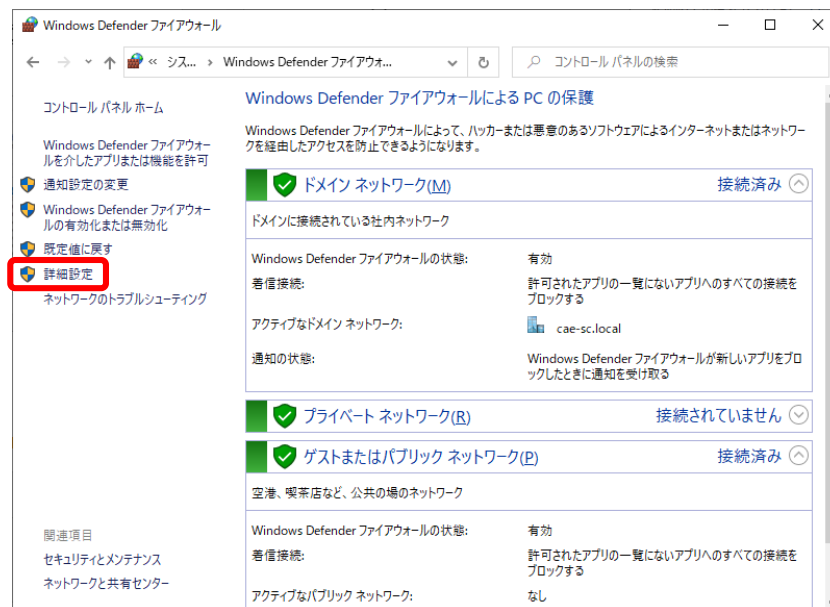 Windows Defender ファイアウォール
« シス... › Windows Defender ファイアウォ...
コントロール パネルの検索
コントロール パネル ホーム
Windows Defender ファイアウォー
ルを介したアプリまたは機能を許可
通知設定の変更
Windows Defender ファイアウォー
ルの有効化または無効化
既定値に戻す
詳細設定
ネットワークのトラブルシューティング
関連項目
セキュリティとメンテナンス
ネットワークと共有センター
Windows Defender ファイアウォールによる PC の保護
Windows Defender ファイアウォールによって、ハッカーまたは悪意のあるソフトウェアによるインターネットまたはネットワー
クを経由したアクセスを防止できるようになります。
ドメイン ネットワーク(M) 接続済み
ドメインに接続されている社内ネットワーク
Windows Defender ファイアウォールの状態: 有効
着信接続: 許可されたアプリの一覧にないアプリへのすべての接続を
ブロックする
アクティブなドメイン ネットワーク: cae-sc.local
通知の状態: Windows Defender ファイアウォールが新しいアプリをブロ
ックしたときに通知を受け取る
プライベート ネットワーク(R) 接続されていません
ゲストまたはパブリック ネットワーク(P) 接続済み
空港、喫茶店など、公共の場のネットワーク
Windows Defender ファイアウォールの状態: 有効
着信接続: 許可されたアプリの一覧にないアプリへのすべての接続を
ブロックする
アクティブなパブリック ネットワーク: なし